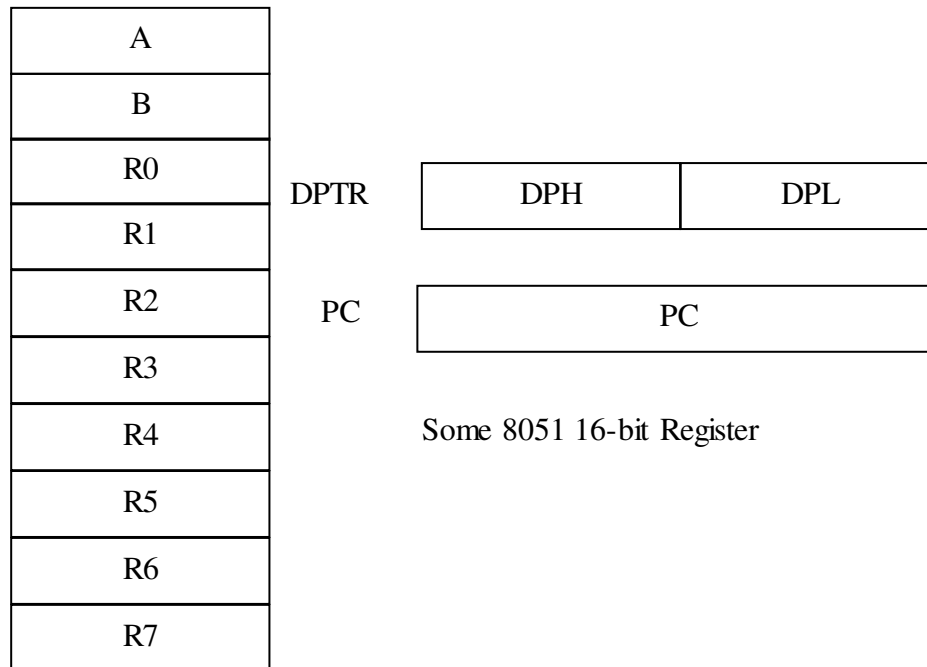 A
B
R0
R1
R2
R3
R4
R5
R6
R7
DPTR
DPH
DPL
PC
PC
Some 8051 16-bit Register